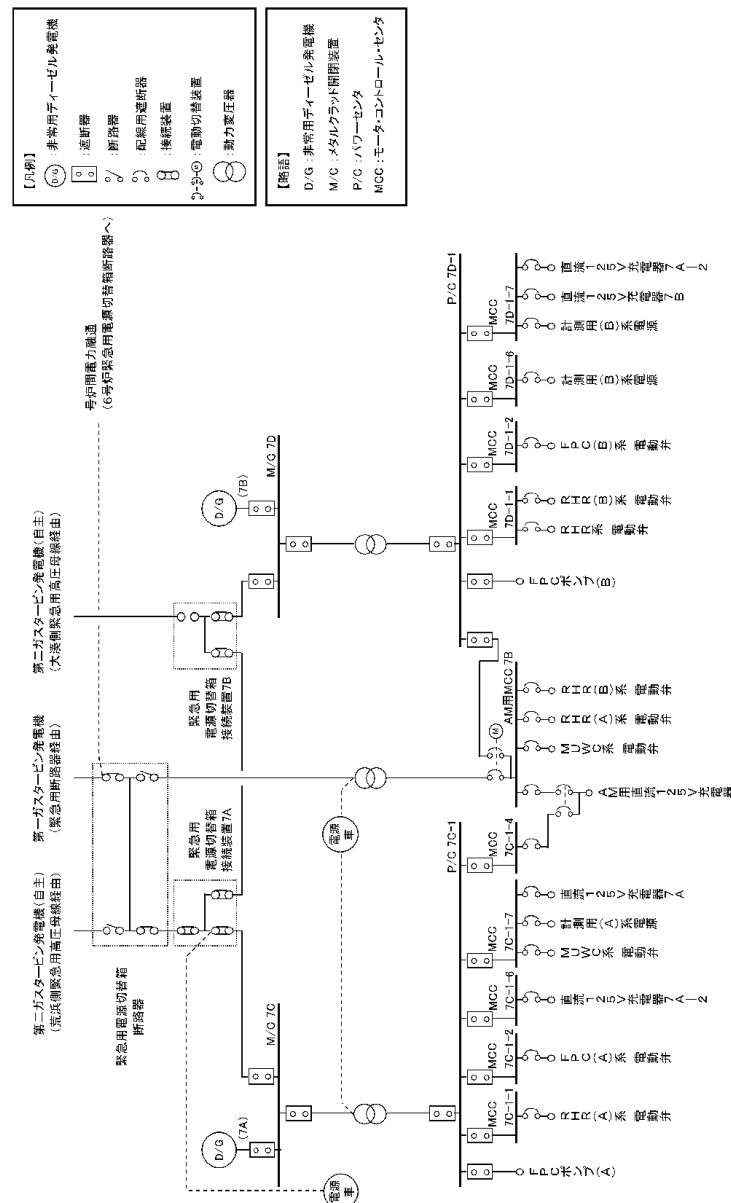 【凡例】
D/G :非常用ディーゼル発電機
:遮断器
:断路器
:配線用遮断器
:接続装置
M :電動切替装置
:動力変圧器
【略語】
D/G :非常用ディーゼル発電機
M/C :メタルクラッド開閉装置
P/C :パワーセンタ
MCC :モータ・コントロール・センタ
号炉間電力融通
(6号炉緊急用電源切替箱断路器へ)
第二ガスタービン発電機(自主)
(荒浜側緊急用高圧母線経由)
第一ガスタービン発電機
(緊急用断路器経由)
第二ガスタービン発電機(自主)
(大湊側緊急用高圧母線経由)
緊急用電源切替箱
断路器
緊急用
電源切替箱
接続装置7A
緊急用
電源切替箱
接続装置7B
D/G
(7A)
M/C 7C
D/G
(7B)
M/C 7D
電源
車
電源
車
P/C 7C-1
P/C 7D-1
FPCポンプ(A)
MCC
7C-1-1
RHR(A)系 電動弁
MCC
7C-1-2
FPC(A)系 電動弁
MCC
7C-1-6
直流125V充電器7A-2
MCC
7C-1-7
MUWC系 電動弁
計測用(A)系電源
直流125V充電器7A
MCC
7C-1-4
AM用直流125V充電器
M
AM用MCC 7B
MUWC系 電動弁
RHR(A)系 電動弁
RHR(B)系 電動弁
FPCポンプ(B)
MCC
7D-1-1
RHR系 電動弁
RHR(B)系 電動弁
MCC
7D-1-2
FPC(B)系 電動弁
MCC
7D-1-6
計測用(B)系電源
MCC
7D-1-7
計測用(B)系電源
直流125V充電器7B
直流125V充電器7A-2